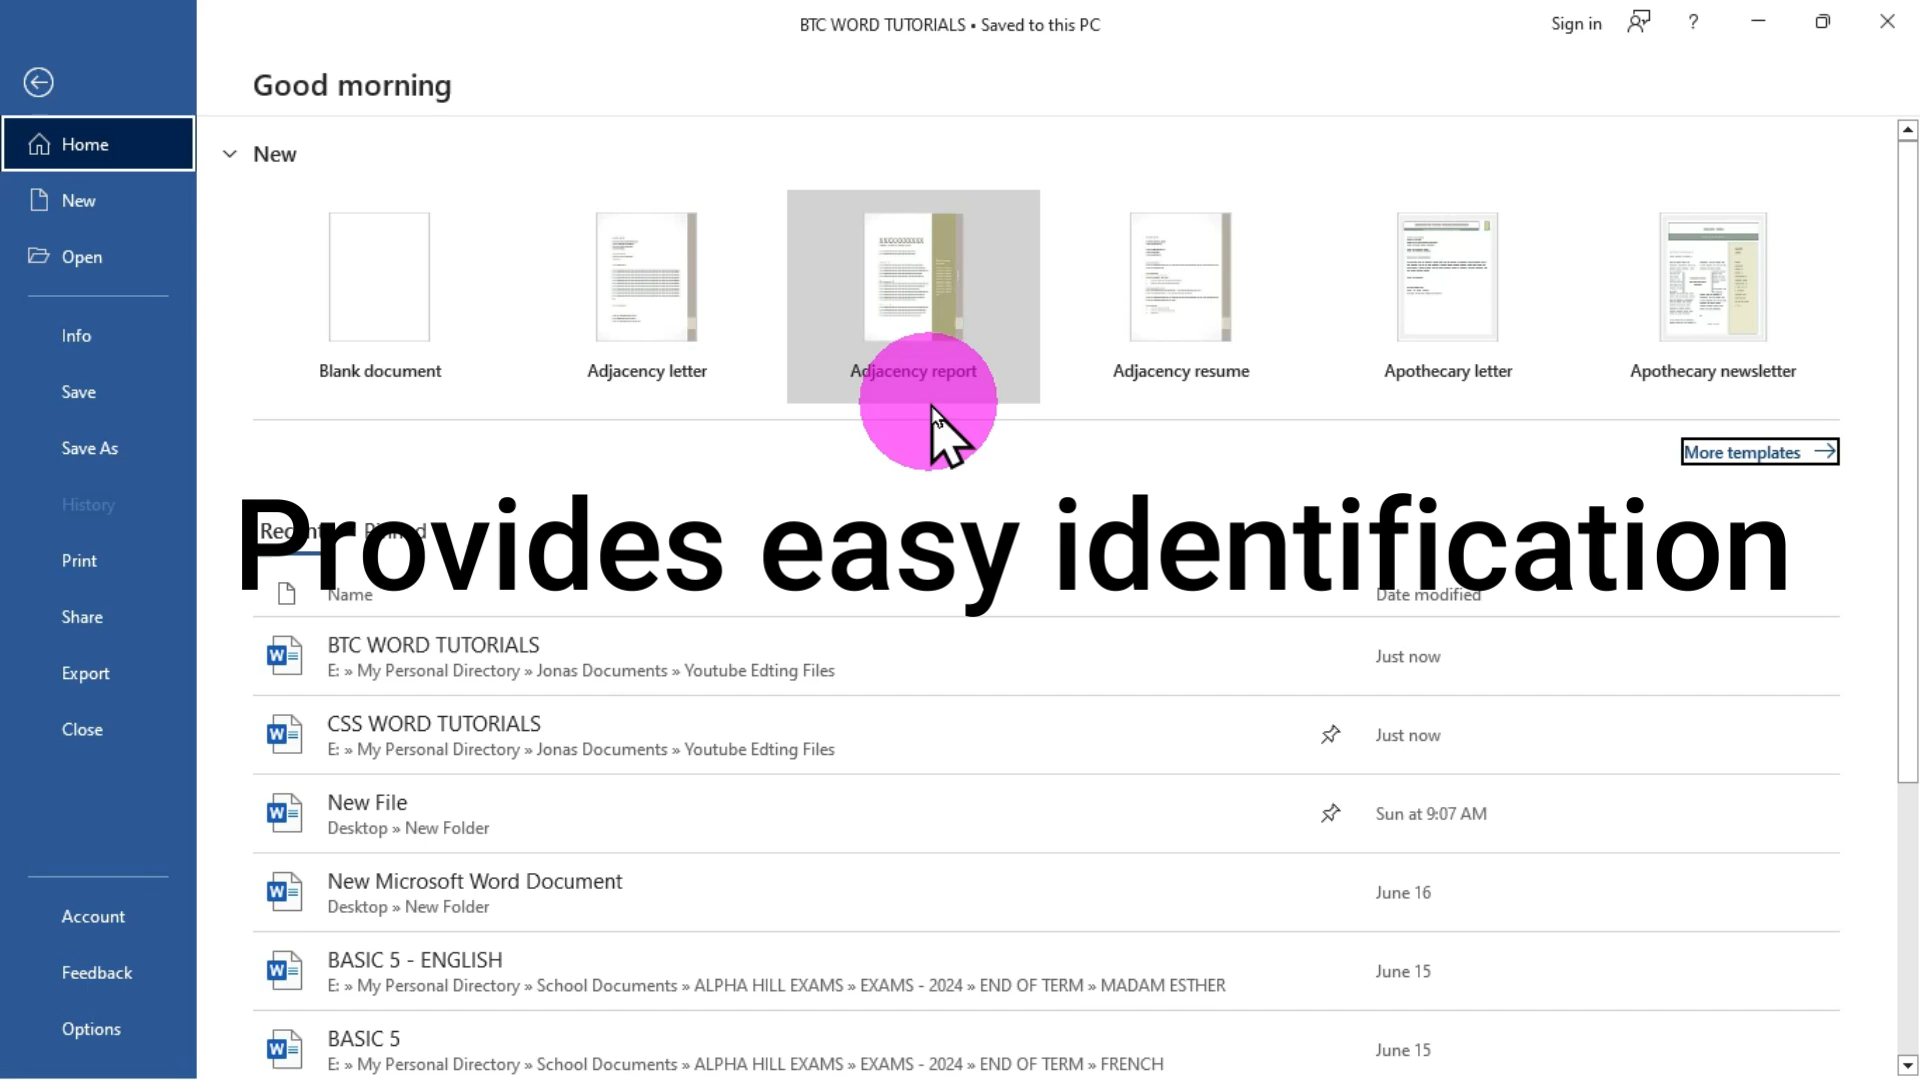 BTC WORD TUTORIALS • Saved to this PC
Sign in
?
Good morning
Home
New
Open
Info
Save
Save As
History
Print
Share
Export
Close
Account
Feedback
Options
New
Blank document
Adjacency letter
Adjacency report
Adjacency resume
Apothecary letter
Apothecary newsletter
More templates
Recent Pinned
Provides easy identification
Name Date modified
BTC WORD TUTORIALS
E: » My Personal Directory » Jonas Documents » Youtube Edting Files
Just now
CSS WORD TUTORIALS
E: » My Personal Directory » Jonas Documents » Youtube Edting Files
Just now
New File
Desktop » New Folder
Sun at 9:07 AM
New Microsoft Word Document
Desktop » New Folder
June 16
BASIC 5 - ENGLISH
E: » My Personal Directory » School Documents » ALPHA HILL EXAMS » EXAMS - 2024 » END OF TERM » MADAM ESTHER
June 15
BASIC 5
E: » My Personal Directory » School Documents » ALPHA HILL EXAMS » EXAMS - 2024 » END OF TERM » FRENCH
June 15